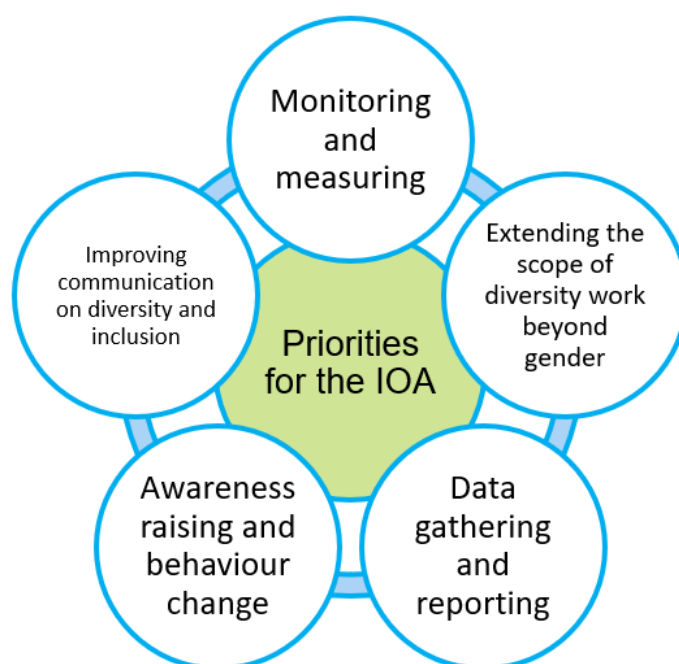 Monitoring
and
measuring
Extending the
scope of
diversity work
beyond
gender
Data
gathering
and
reporting
Awareness
raising and
behaviour
change
Improving
communication
on diversity and
inclusion
Priorities
for the IOA